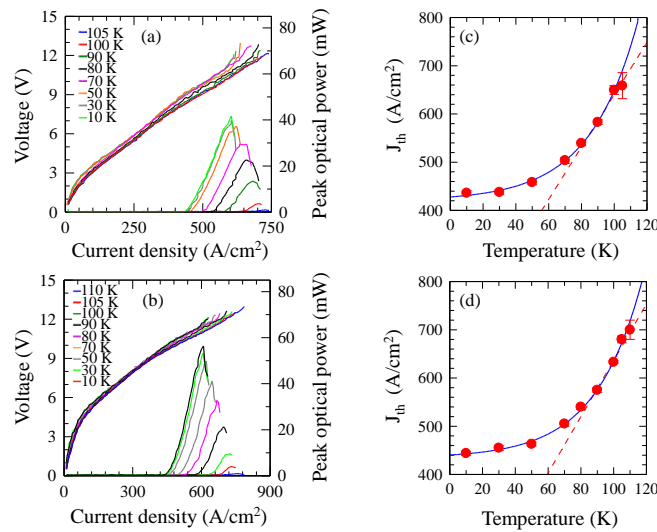 15
12
9
6
3
0
Voltage (V)
105 K
100 K
90 K
80 K
70 K
50 K
30 K
10 K
(a)
80
60
40
20
0
Peak optical power (mW)
0 250 500 750
Current density (A/cm²)
800
700
600
500
400
J_th (A/cm²)
(c)
0 20 40 60 80 100 120
Temperature (K)
15
12
9
6
3
0
Voltage (V)
110 K
105 K
100 K
90 K
80 K
70 K
50 K
30 K
10 K
(b)
80
60
40
20
0
Peak optical power (mW)
0 300 600 900
Current density (A/cm²)
800
700
600
500
400
J_th (A/cm²)
(d)
0 20 40 60 80 100 120
Temperature (K)